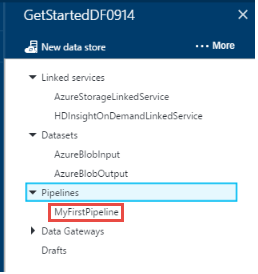 GetStartedDF0914
New data store
More
Linked services
AzureStorageLinkedService
HDInsightOnDemandLinkedService
Datasets
AzureBlobInput
AzureBlobOutput
Pipelines
MyFirstPipeline
Data Gateways
Drafts